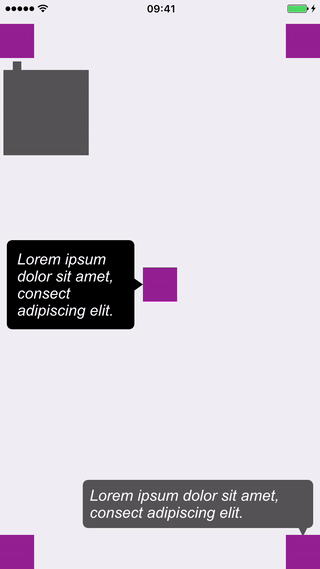 09:41
Lorem ipsum
dolor sit amet,
consect
adipiscing elit.
Lorem ipsum dolor sit amet,
consect adipiscing elit.